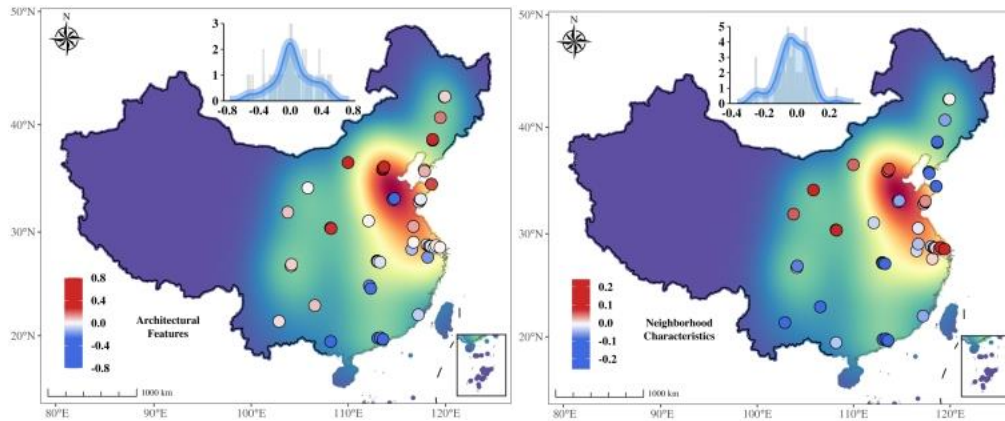 50°N
40°N
30°N
20°N
N
3
2
1
0
-0.8
-0.4
0.0
0.4
0.8
0.8
0.4
0.0
-0.4
-0.8
Architectural
Features
1000 km
80°E
90°E
100°E
110°E
120°E
50°N
40°N
30°N
20°N
N
5
4
3
2
1
0
-0.4
-0.2
0.0
0.2
0.2
0.1
0.0
-0.1
-0.2
Neighborhood
Characteristics
1000 km
80°E
90°E
100°E
110°E
120°E